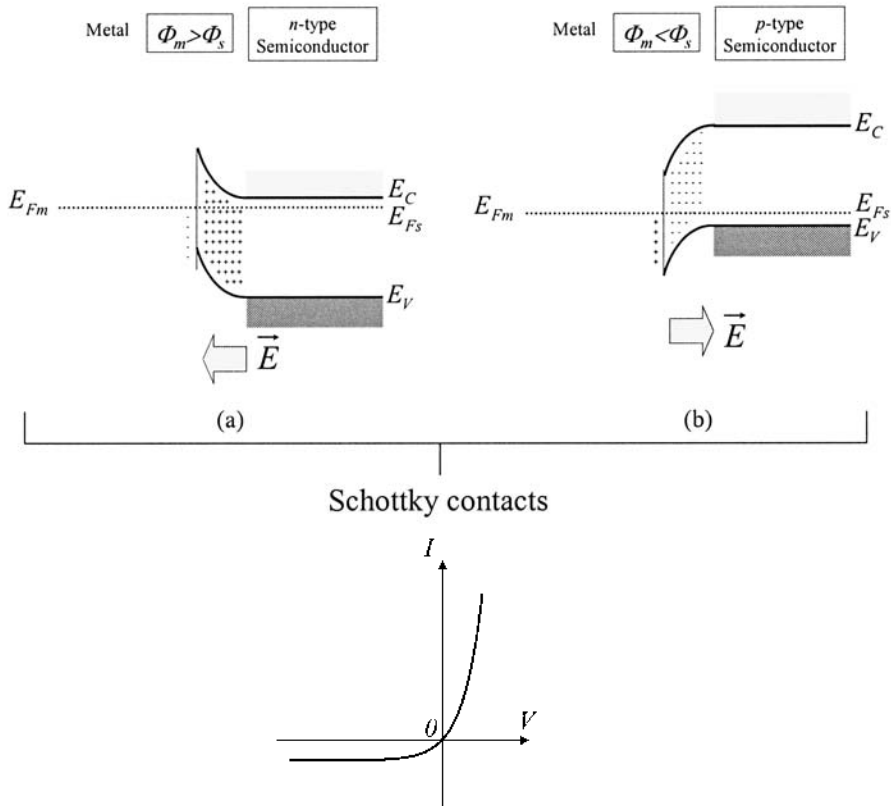 Metal
Φm>Φs
n-type
Semiconductor
EC
EFm
EFs
EV
E
(a)
Metal
Φm<Φs
p-type
Semiconductor
EC
EFm
EFs
EV
E
(b)
Schottky contacts
I
0
V